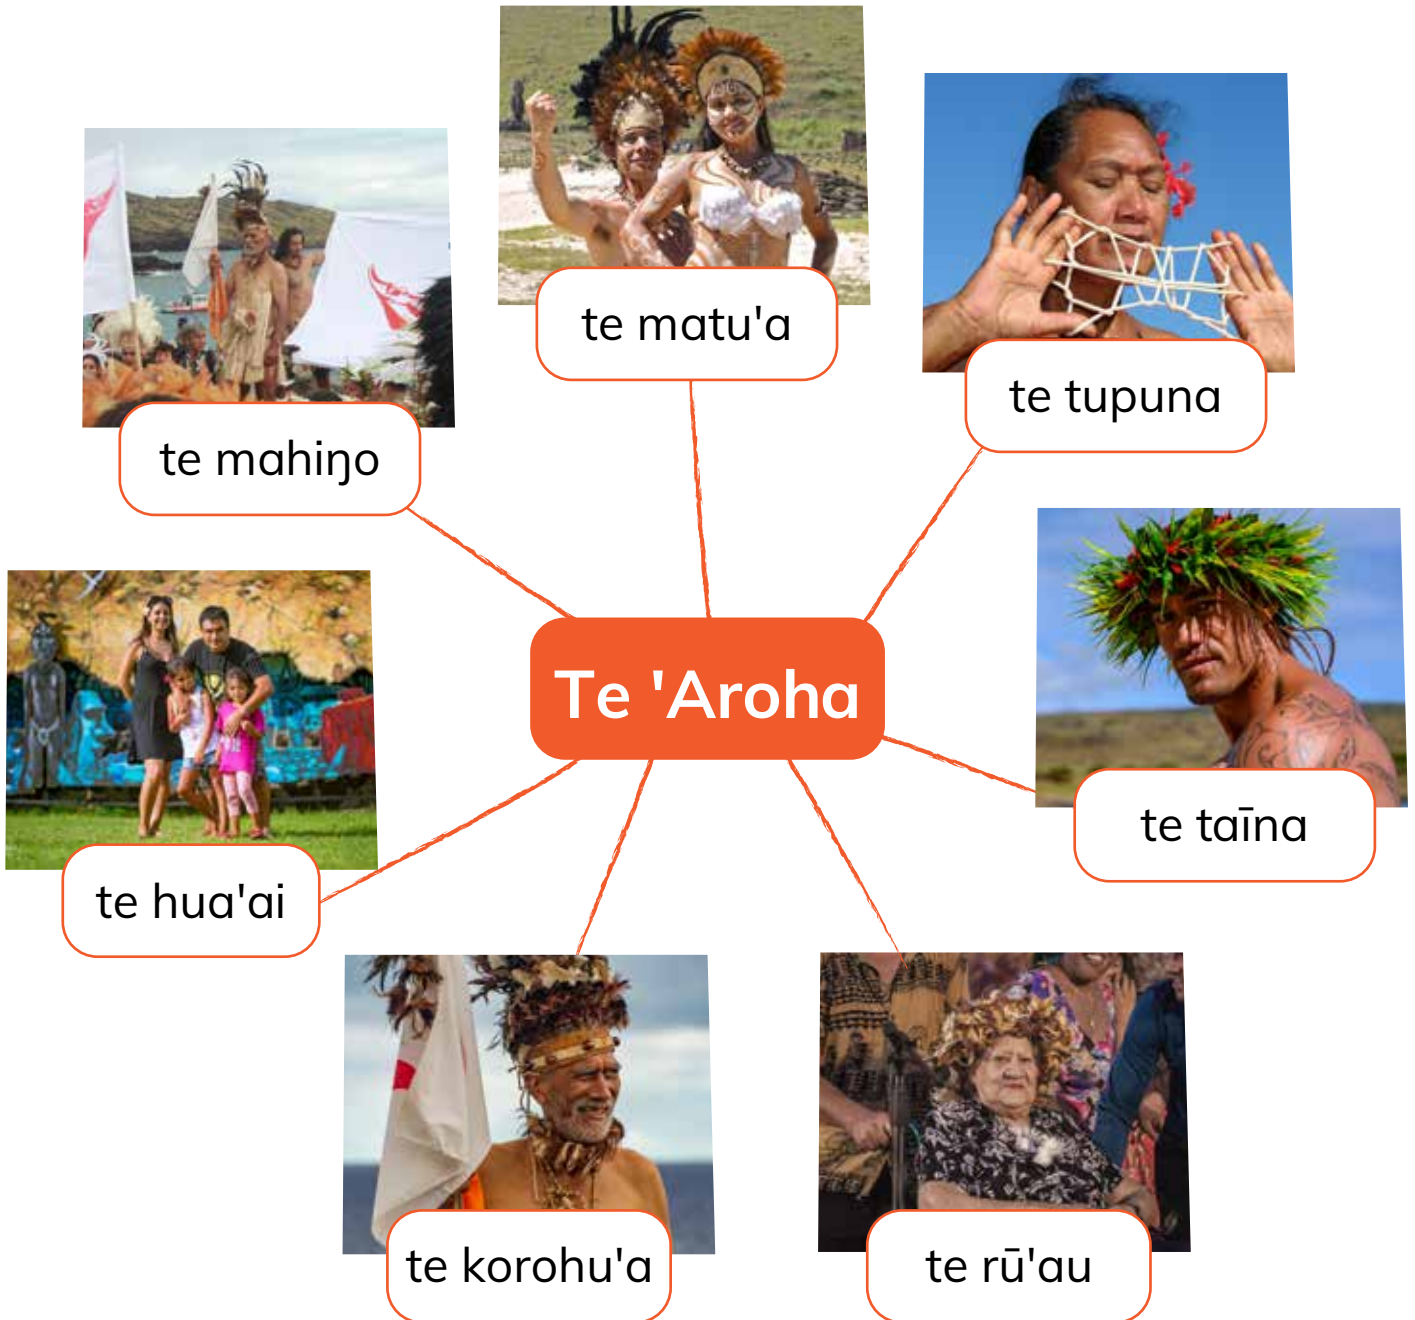 te matu'a
te tupuna
te mahiŋo
te taīna
Te 'Aroha
te hua'ai
te korohu'a
te rū'au